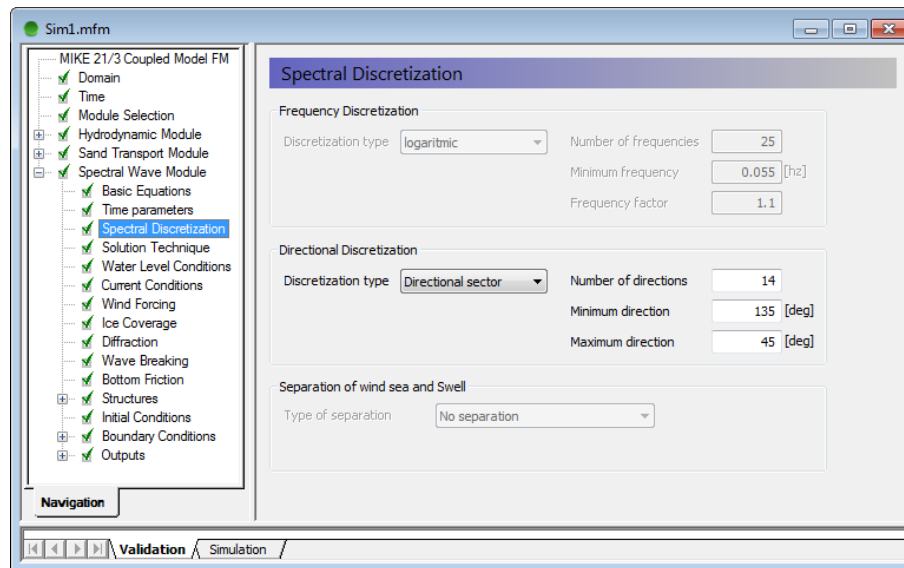 Sim1.mfm
MIKE 21/3 Coupled Model FM
Domain
Time
Module Selection
Hydrodynamic Module
Sand Transport Module
Spectral Wave Module
Basic Equations
Time parameters
Spectral Discretization
Solution Technique
Water Level Conditions
Current Conditions
Wind Forcing
Ice Coverage
Diffraction
Wave Breaking
Bottom Friction
Structures
Initial Conditions
Boundary Conditions
Outputs
Navigation
Spectral Discretization
Frequency Discretization
Discretization type logaritmic Number of frequencies 25
Minimum frequency 0.055 [hz]
Frequency factor 1.1
Directional Discretization
Discretization type Directional sector Number of directions 14
Minimum direction 135 [deg]
Maximum direction 45 [deg]
Separation of wind sea and Swell
Type of separation No separation
Validation Simulation